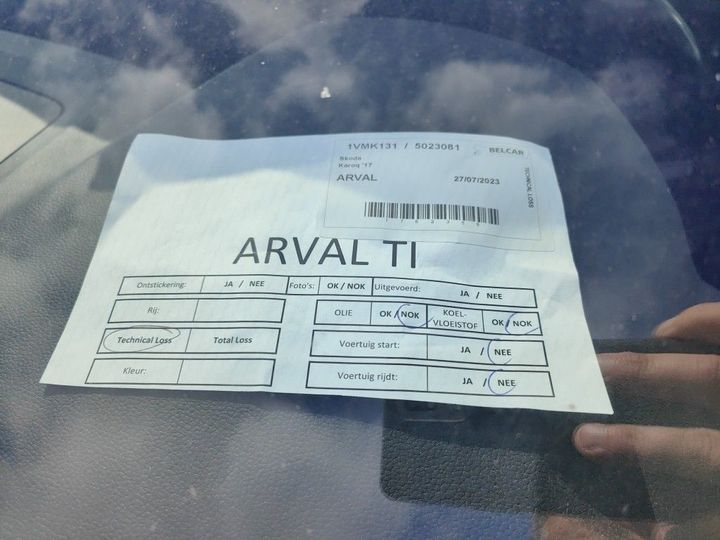 1VMK131 / 5023081 BELCAR
Skoda
Karoq '17
ARVAL 27/07/2023
TECHNICAL LOSS
ARVAL TI
Ontstickering: JA / NEE Foto's: OK / NOK Uitgevoerd: JA / NEE
Rij: OLIE OK / NOK KOEL-VLOEISTOF OK / NOK
Technical Loss Total Loss Voertuig start: JA / NEE
Kleur: Voertuig rijdt: JA / NEE